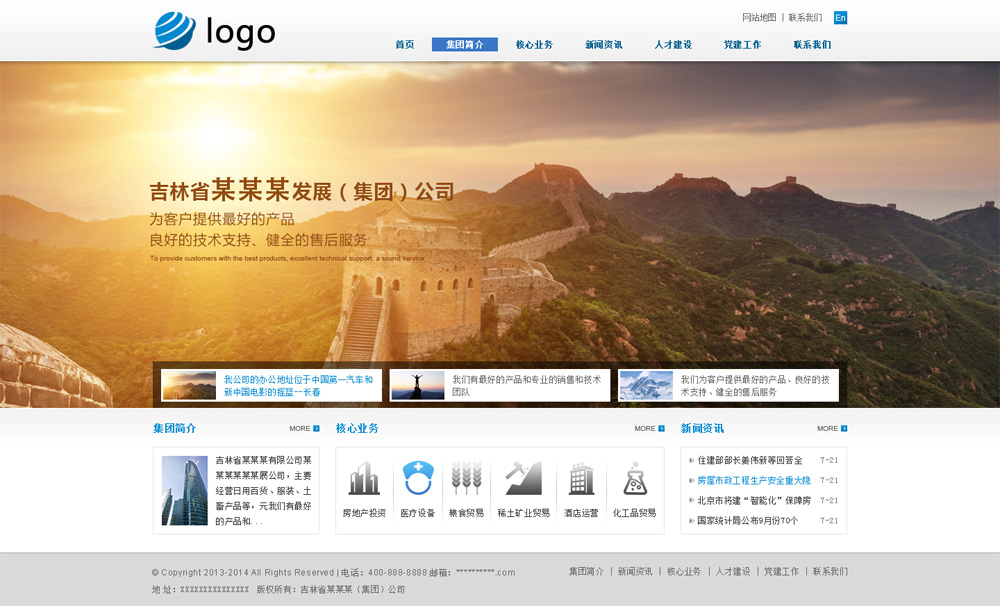 logo
网站地图 | 联系我们 En
首页 集团简介 核心业务 新闻资讯 人才建设 党建工作 联系我们
吉林省某某某发展（集团）公司
为客户提供最好的产品
良好的技术支持、健全的售后服务
To provide customers with the best products, excellent technical support, a sound service
我公司的办公地址位于中国第一汽车和
新中国电影的摇篮--长春
我们有最好的产品和专业的销售和技术
团队
我们为客户提供最好的产品、良好的技
术支持、健全的售后服务
集团简介 MORE
吉林省某某某有限公司某
某某某某某展公司，主要
经营日用百货、服装、土
畜产品等，元我们有最好
的产品和...
核心业务 MORE
房地产投资 医疗设备 粮食贸易 稀土矿业贸易 酒店运营 化工品贸易
新闻资讯 MORE
住建部部长姜伟新等回答全 7-21
房屋市政工程生产安全重大隐 7-21
北京市将建“智能化”保障房 7-21
国家统计局公布9月份70个 7-21
© Copyright 2013-2014 All Rights Reserved | 电话：400-888-8888 邮箱：**********.com
地 址：XXXXXXXXXXXXXXX 版权所有：吉林省某某某（集团）公司
集团简介 | 新闻资讯 | 核心业务 | 人才建设 | 党建工作 | 联系我们